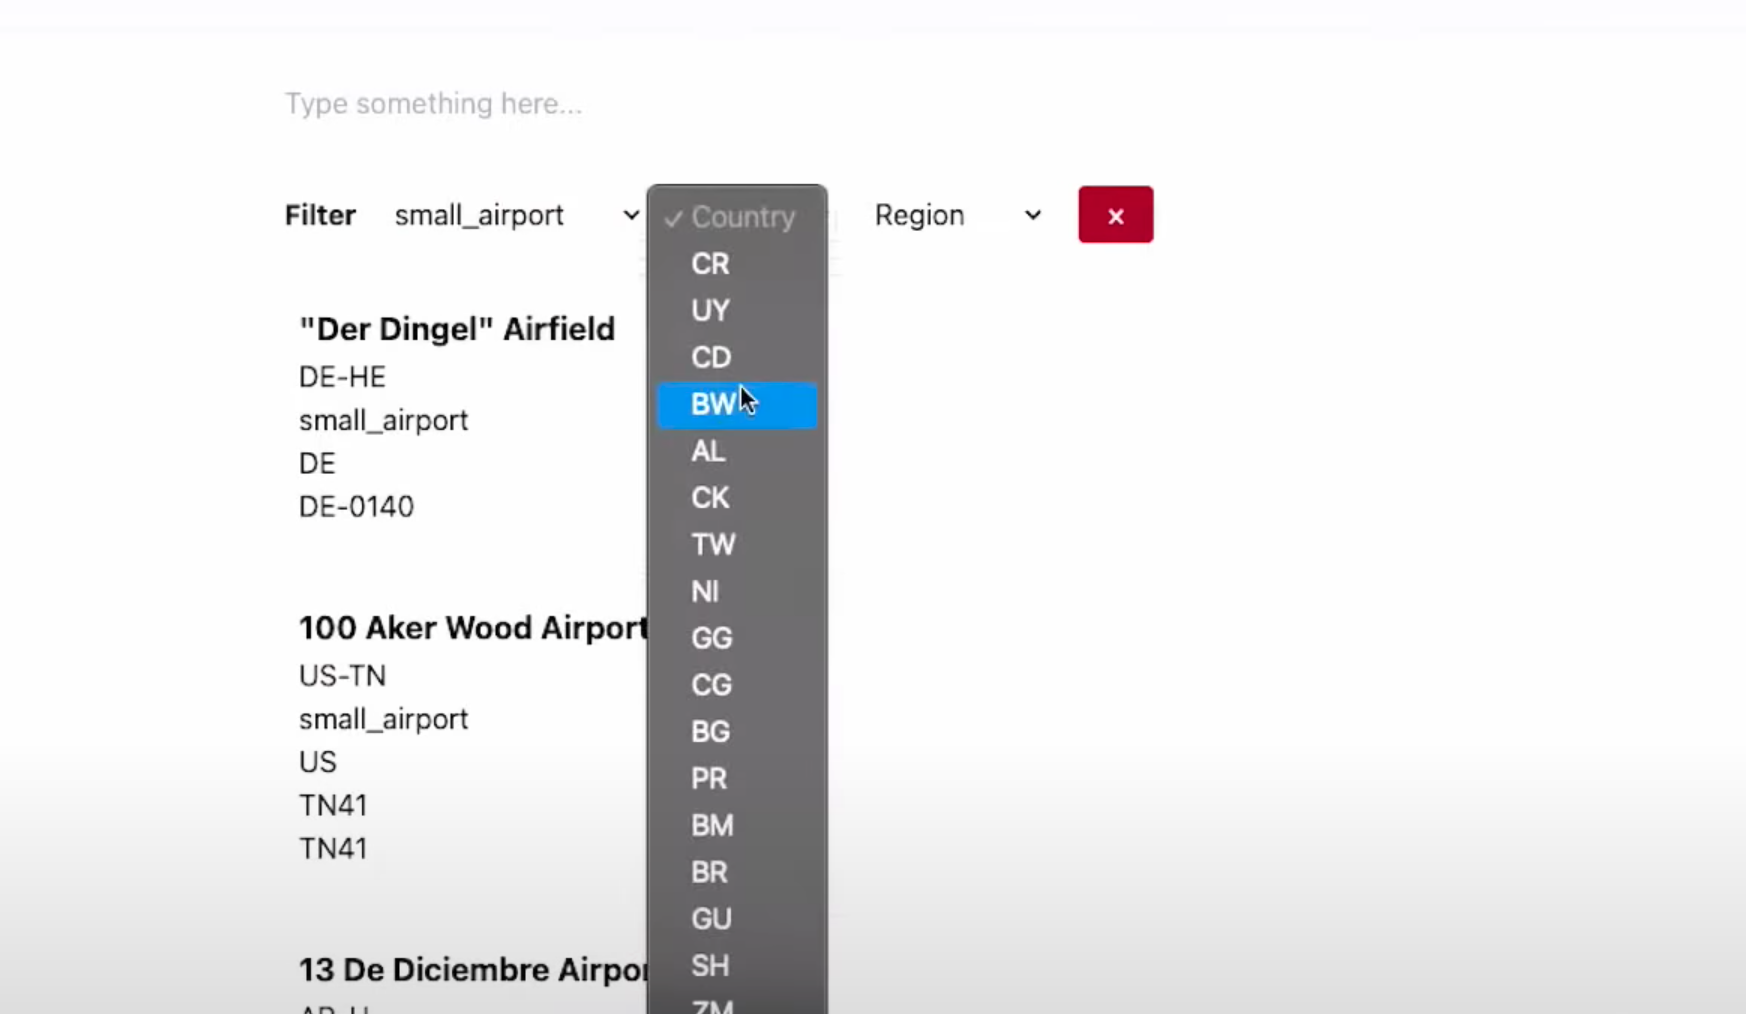 Type something here...
Filter small_airport Country Region x
CR
UY
CD
BW
AL
CK
TW
NI
GG
CG
BG
PR
BM
BR
GU
SH
ZM
"Der Dingel" Airfield
DE-HE
small_airport
DE
DE-0140
100 Aker Wood Airport
US-TN
small_airport
US
TN41
TN41
13 De Diciembre Airpor